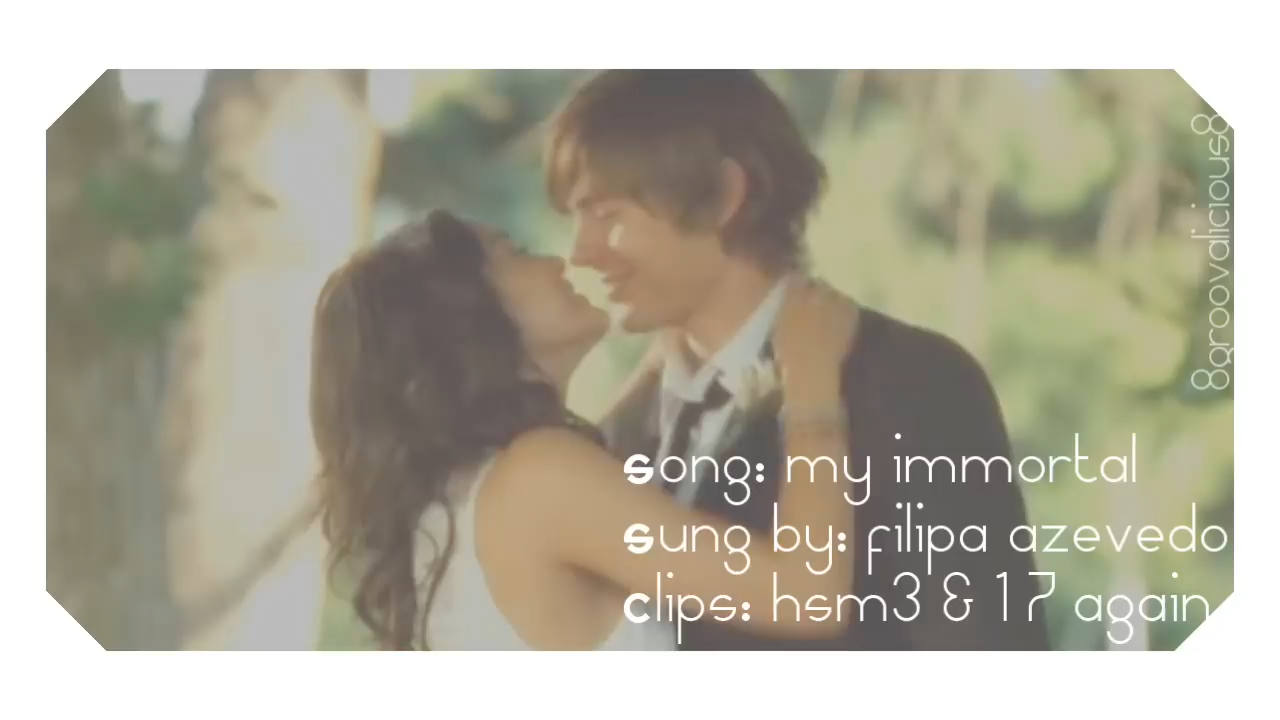 8groovalicious8
song: my immortal
sung by: filipa azevedo
clips: hsm3 & 17 again